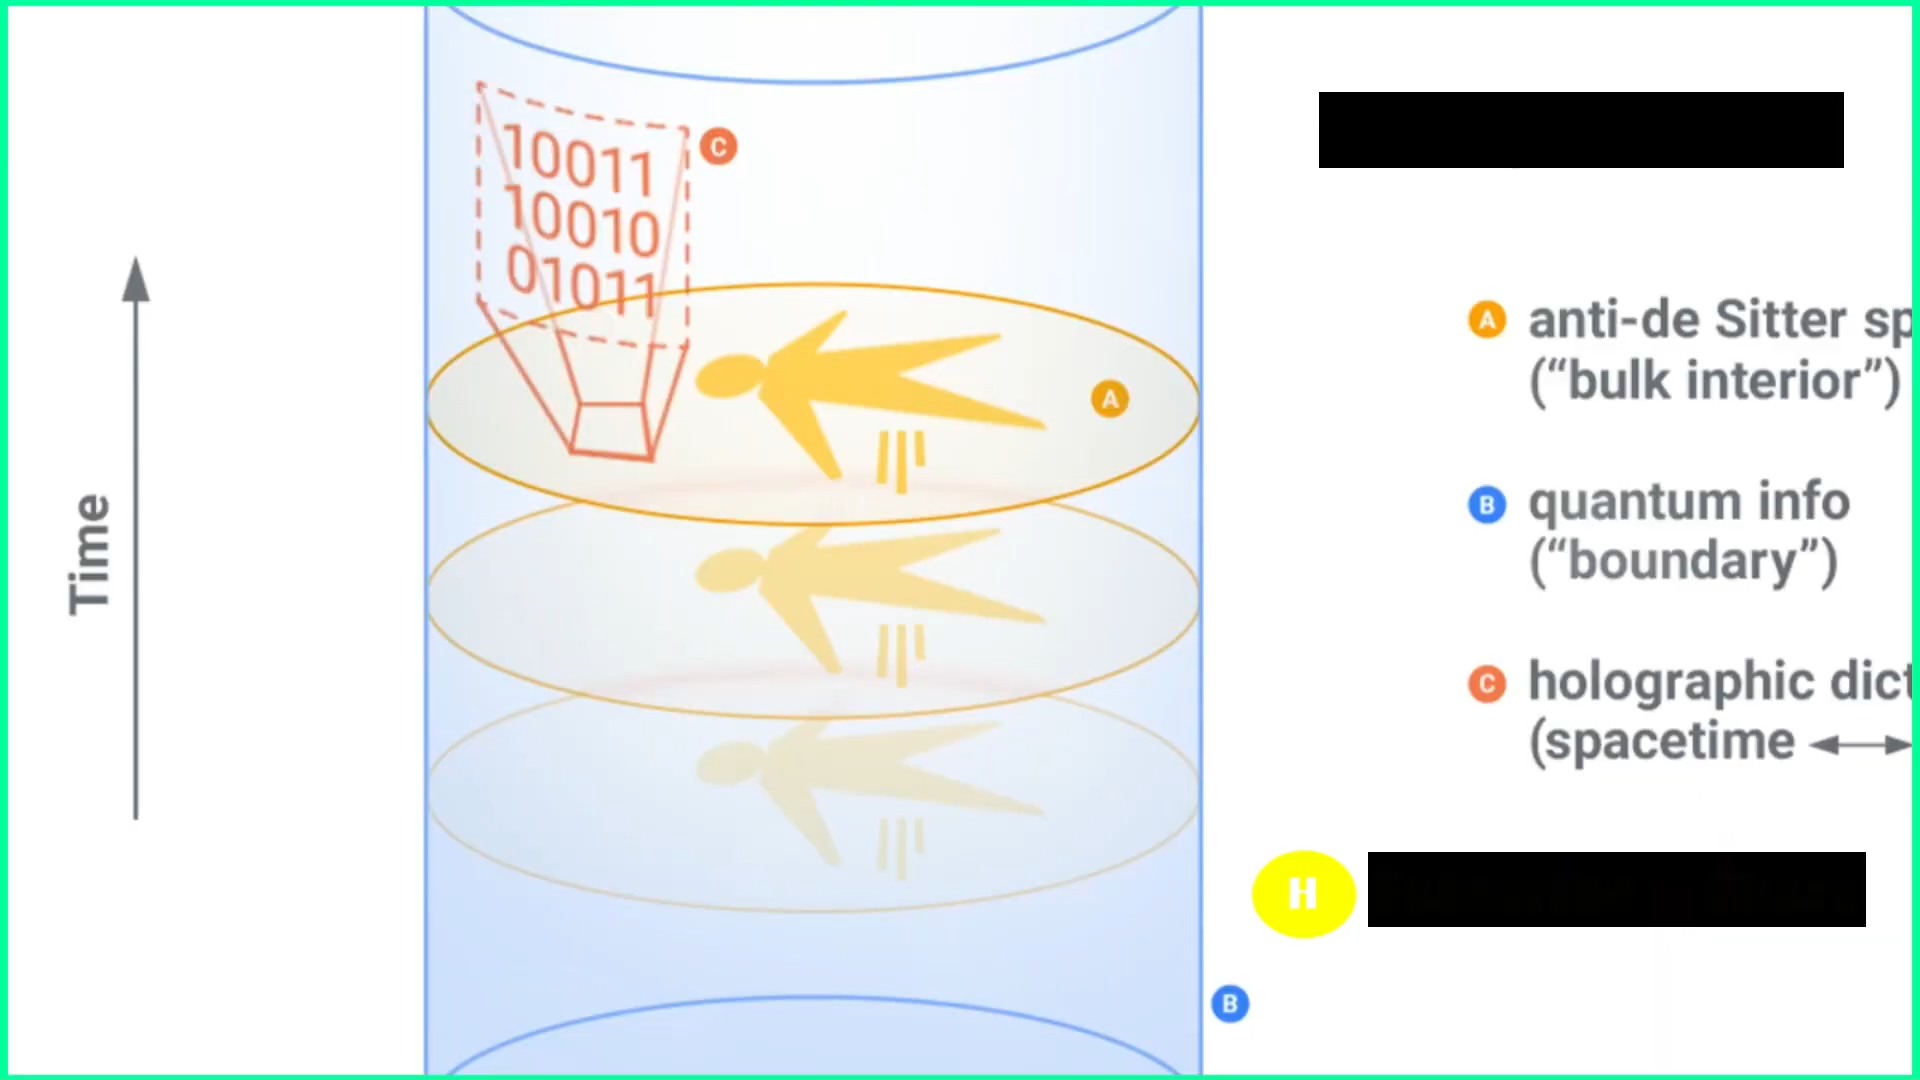 10011
10010
01011
C
A
Time
A anti-de Sitter sp
(“bulk interior”)
B quantum info
(“boundary”)
C holographic dict
(spacetime
H
B